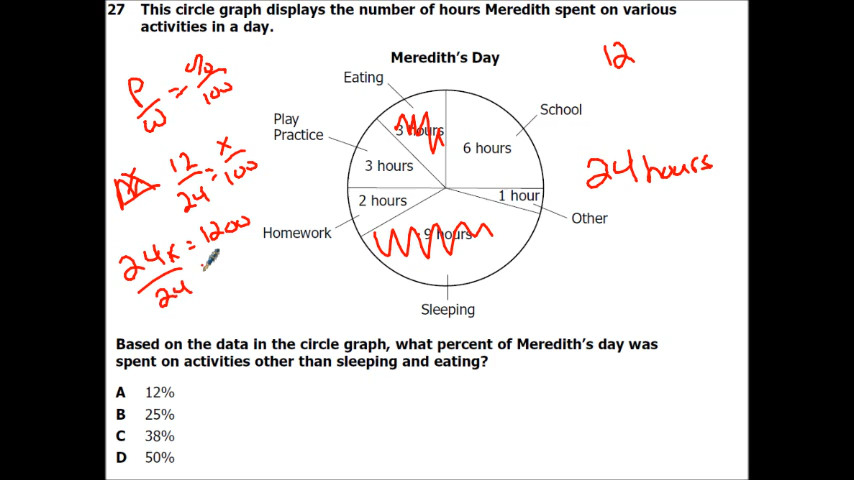 27 This circle graph displays the number of hours Meredith spent on various
activities in a day.
Meredith's Day
12
P/W = %/100
Eating
School
Play
Practice
3 hours
6 hours
3 hours
12/24 = x/100
24 hours
2 hours
1 hour
Other
Homework
9 hours
24x = 1200
24
Sleeping
Based on the data in the circle graph, what percent of Meredith's day was
spent on activities other than sleeping and eating?
A 12%
B 25%
C 38%
D 50%